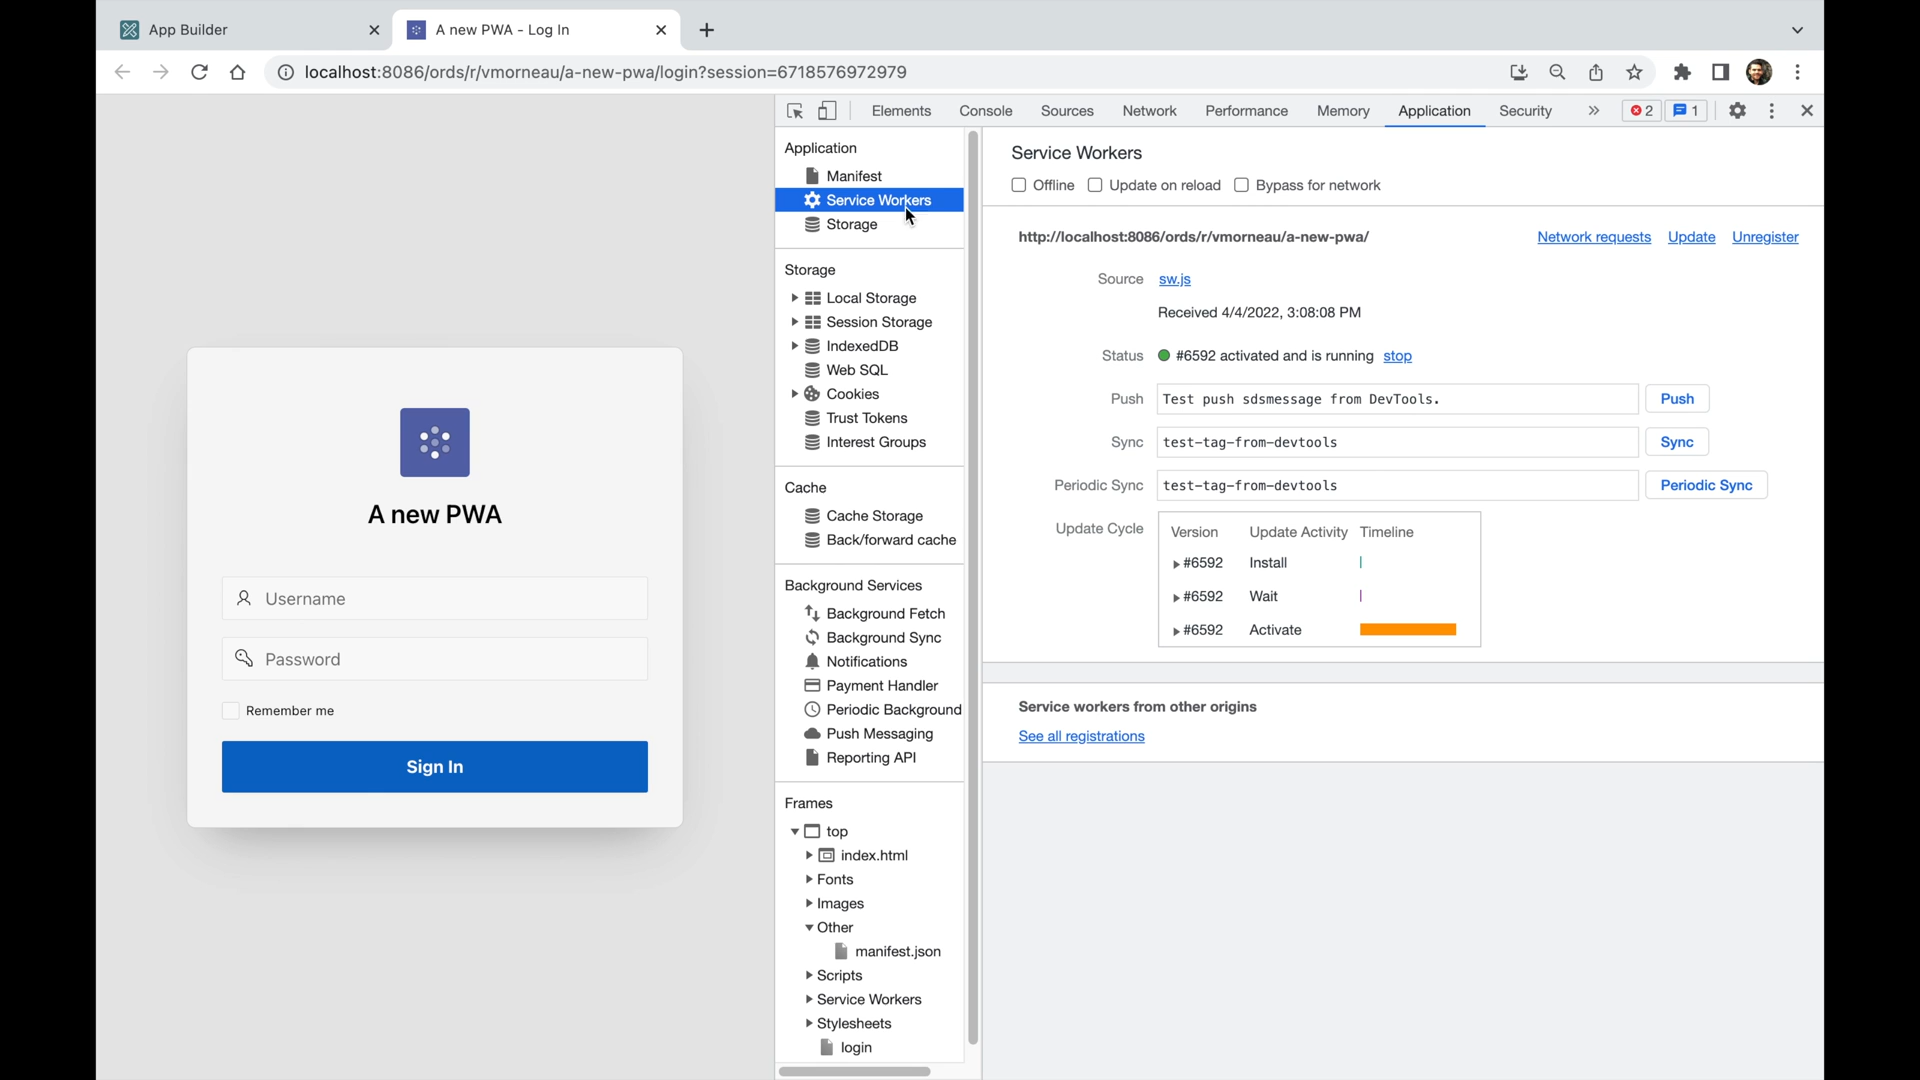 App Builder
A new PWA - Log In
localhost:8086/ords/r/vmorneau/a-new-pwa/login?session=6718576972979
Elements Console Sources Network Performance Memory Application Security 2 1
A new PWA
Username
Password
Remember me
Sign In
Application
Manifest
Service Workers
Storage
Storage
Local Storage
Session Storage
IndexedDB
Web SQL
Cookies
Trust Tokens
Interest Groups
Cache
Cache Storage
Back/forward cache
Background Services
Background Fetch
Background Sync
Notifications
Payment Handler
Periodic Background
Push Messaging
Reporting API
Frames
top
index.html
Fonts
Images
Other
manifest.json
Scripts
Service Workers
Stylesheets
login
Service Workers
Offline Update on reload Bypass for network
http://localhost:8086/ords/r/vmorneau/a-new-pwa/ Network requests Update Unregister
Source sw.js
Received 4/4/2022, 3:08:08 PM
Status #6592 activated and is running stop
Push Test push sdsmessage from DevTools. Push
Sync test-tag-from-devtools Sync
Periodic Sync test-tag-from-devtools Periodic Sync
Update Cycle Version Update Activity Timeline
#6592 Install
#6592 Wait
#6592 Activate
Service workers from other origins
See all registrations